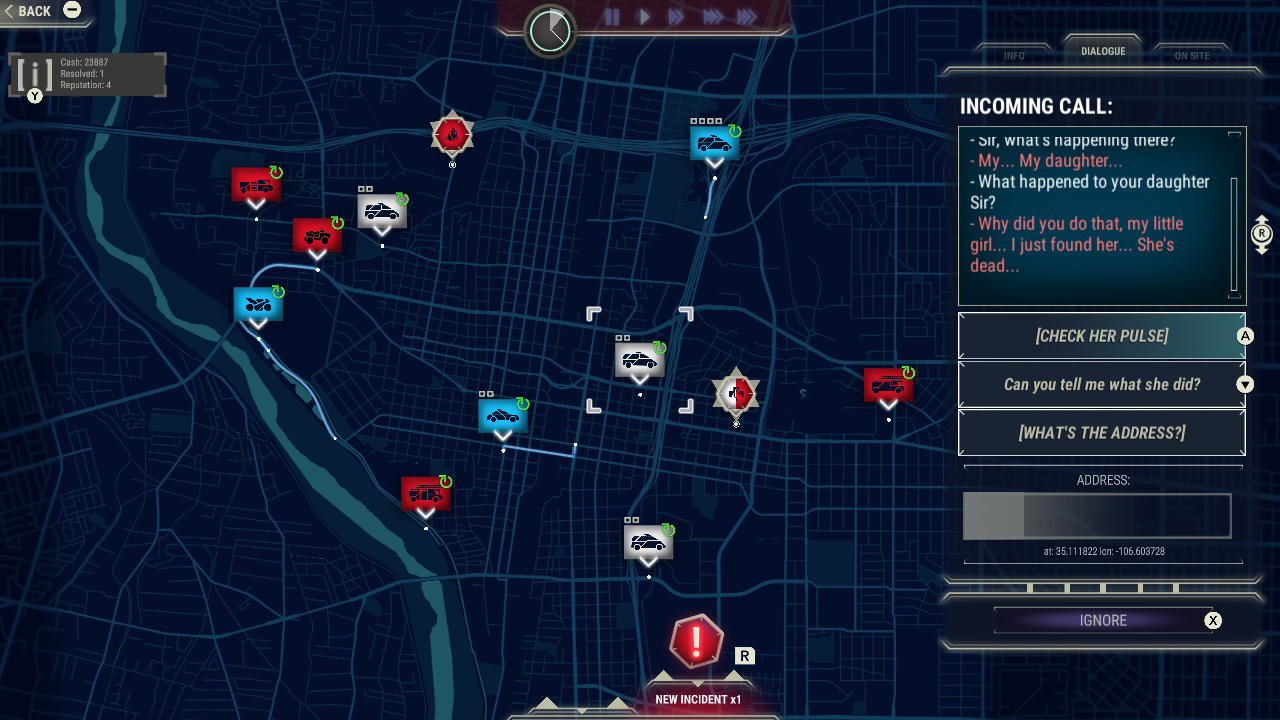 BACK
Cash: 23887
Resolved: 1
Reputation: 4
Y
INFO
DIALOGUE
ON SITE
INCOMING CALL:
- Sir, what's happening there?
- My... My daughter...
- What happened to your daughter
Sir?
- Why did you do that, my little
girl... I just found her... She's
dead...
R
[CHECK HER PULSE]
A
Can you tell me what she did?
[WHAT'S THE ADDRESS?]
ADDRESS:
at: 35.111822 lon: -106.603728
IGNORE
X
R
NEW INCIDENT x1